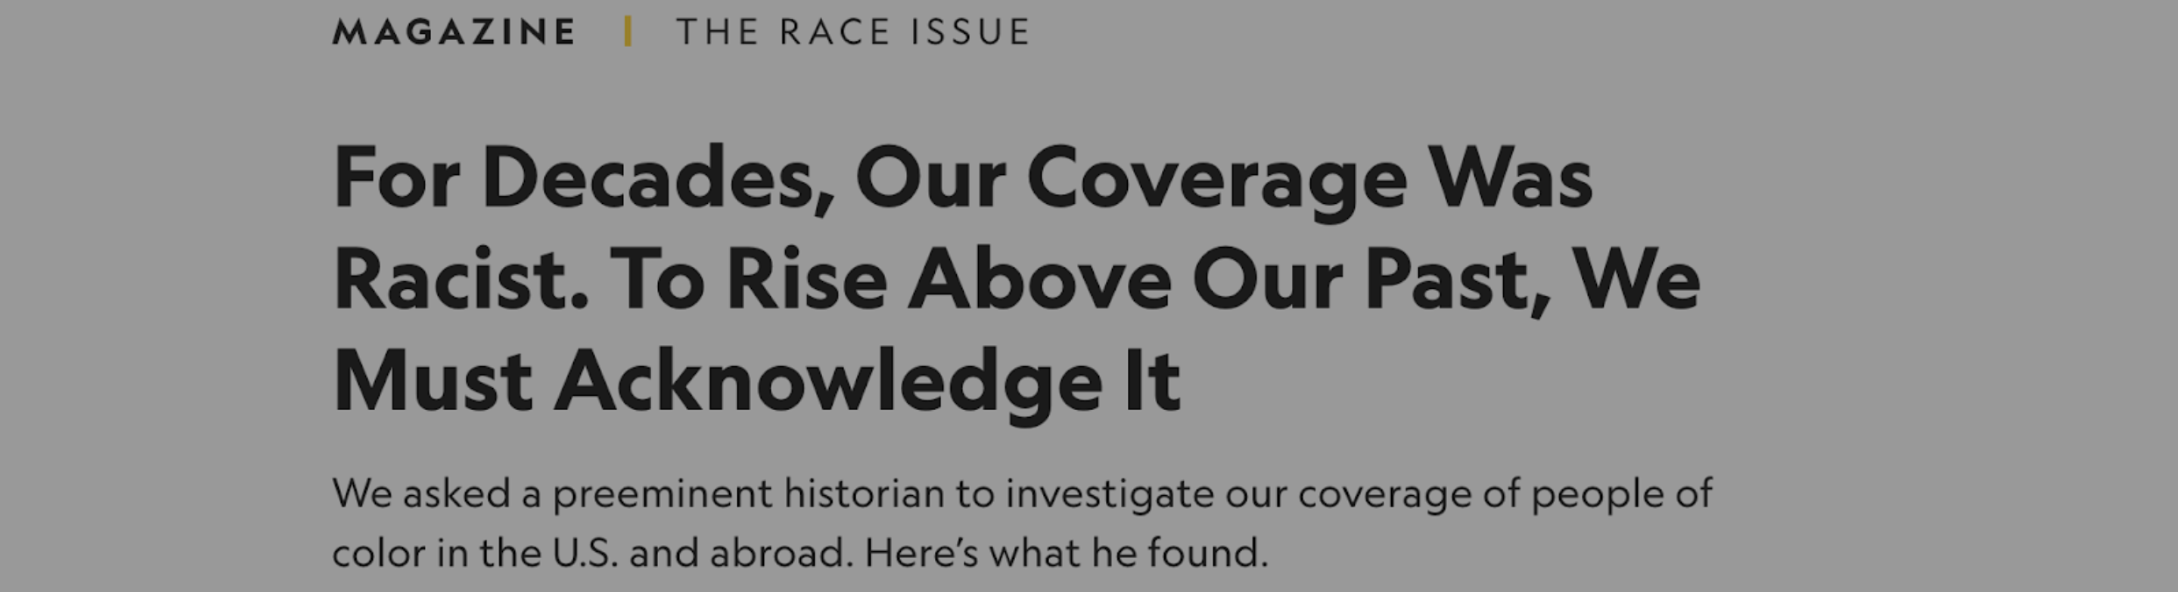 MAGAZINE | THE RACE ISSUE
For Decades, Our Coverage Was
Racist. To Rise Above Our Past, We
Must Acknowledge It
We asked a preeminent historian to investigate our coverage of people of
color in the U.S. and abroad. Here’s what he found.